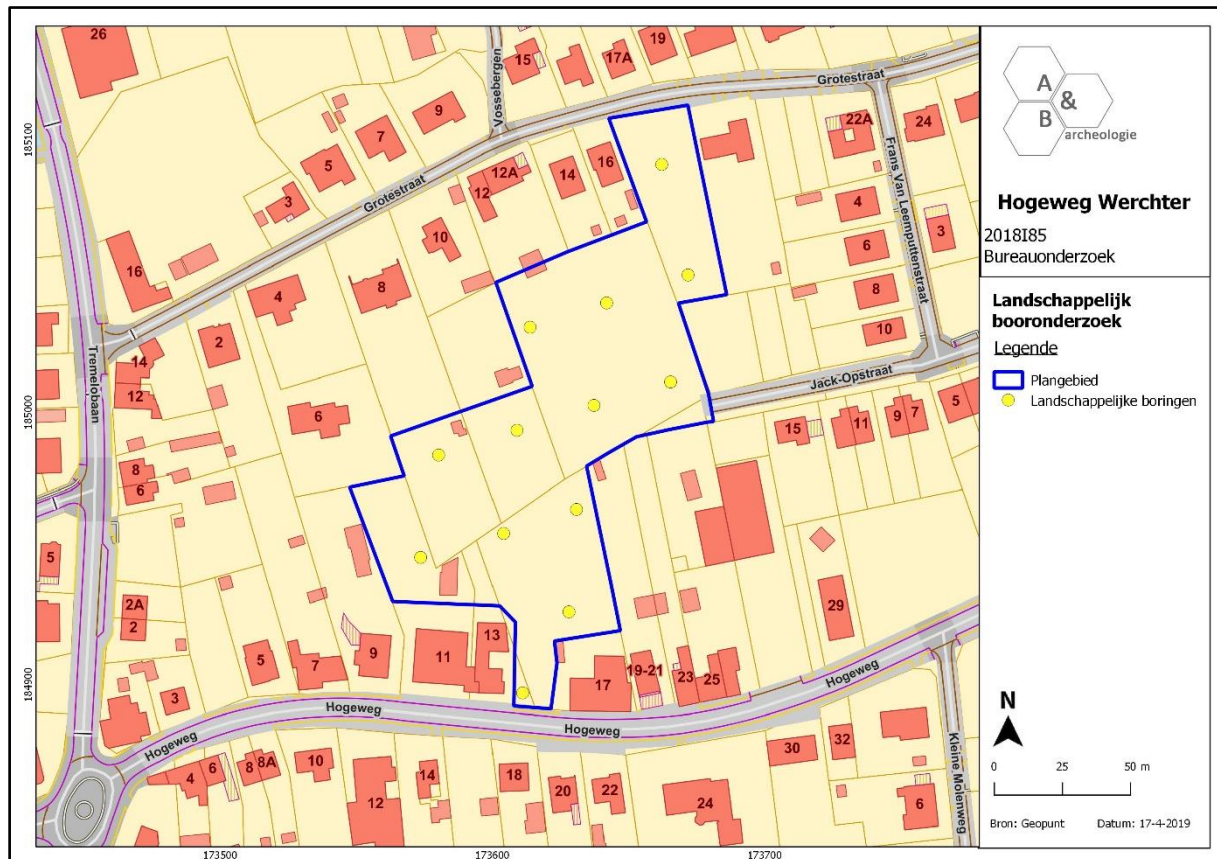 26
15
17A
19
Grotestraat
Vossebergen
9
7
5
3
12A
12
14
16
22A
24
4
3
6
8
10
Frans Van Leemputtenstraat
Grotestraat
10
8
4
2
16
14
12
Tremelobaan
6
8
6
5
2A
2
Jack-Opstraat
15
11
9
7
5
29
5
3
7
9
11
13
17
19-21
23
25
Hogeweg
Hogeweg
Hogeweg
Hogeweg
4
6
8
8A
10
12
14
18
20
22
24
30
32
6
Kleine Molenweg
185100
185000
184900
173500
173600
173700
A
&
B
archeologie
Hogeweg Werchter
2018I85
Bureauonderzoek
Landschappelijk
booronderzoek
Legende
Plangebied
Landschappelijke boringen
N
0 25 50 m
Bron: Geopunt Datum: 17-4-2019